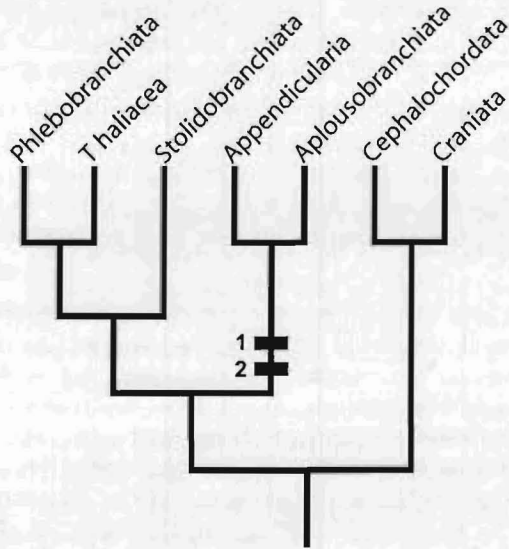 Phlebobranchiata
Thaliacea
Stolidobranchiata
Appendicularia
Aplousobranchiata
Cephalochordata
Craniata
1
2